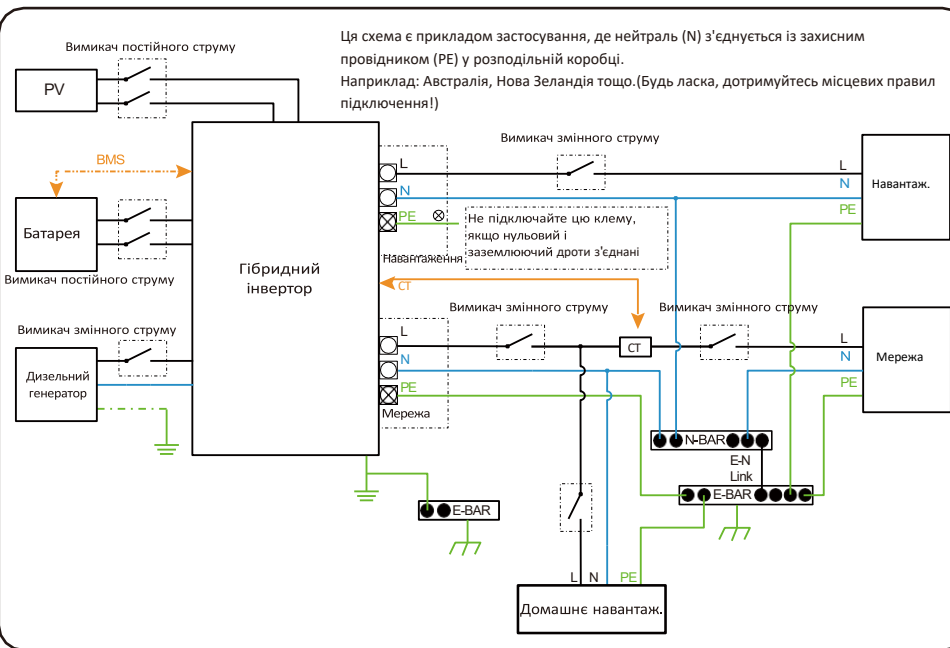 Ця схема є прикладом застосування, де нейтраль (N) з'єднується із захисним
провідником (PE) у розподільній коробці.
Наприклад: Австралія, Нова Зеландія тощо.(Будь ласка, дотримуйтесь місцевих правил
підключення!)
Вимикач постійного струму
PV
BMS
Батарея
Вимикач постійного струму
Вимикач змінного струму
Дизельний
генератор
Гібридний
інвертор
L
N
PE
Не підключайте цю клему,
якщо нульовий і
заземлюючий дроти з'єднані
Навантаження
CT
Вимикач змінного струму
L
N
PE
Навантаж.
Вимикач змінного струму
Вимикач змінного струму
L
N
PE
Мережа
CT
L
N
PE
Мережа
N-BAR
E-N
Link
E-BAR
E-BAR
L N PE
Домашнє навантаж.